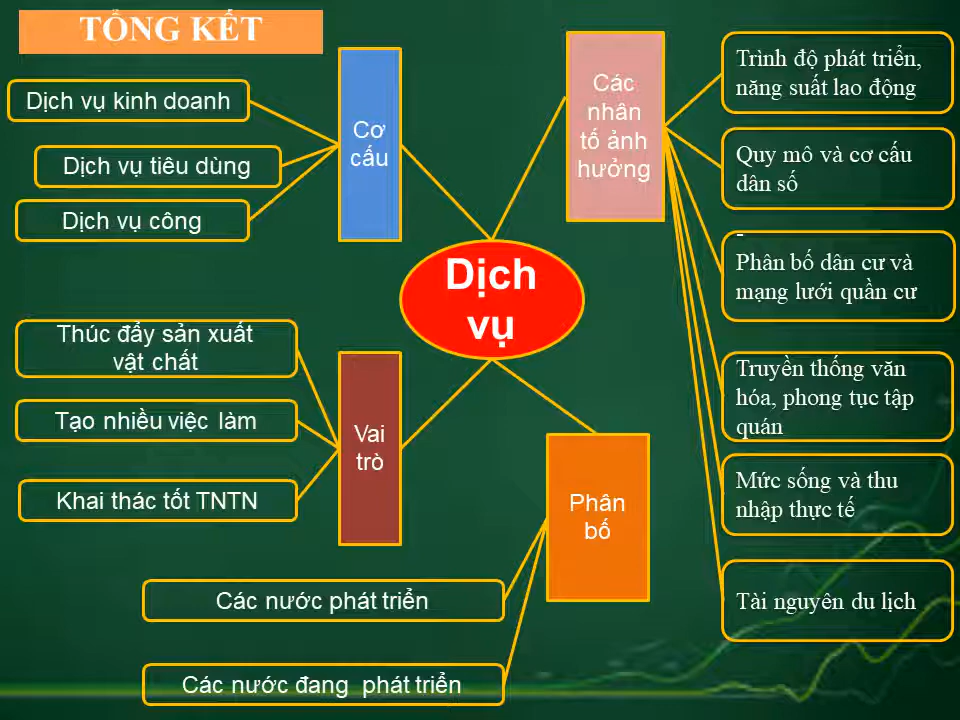 TỔNG KẾT
Dịch vụ kinh doanh
Dịch vụ tiêu dùng
Dịch vụ công
Cơ
cấu
Các
nhân
tố ảnh
hưởng
Trình độ phát triển,
năng suất lao động
Quy mô và cơ cấu
dân số
-
Phân bố dân cư và
mạng lưới quần cư
Truyền thống văn
hóa, phong tục tập
quán
Mức sống và thu
nhập thực tế
Tài nguyên du lịch
Dịch
vụ
Thúc đẩy sản xuất
vật chất
Tạo nhiều việc làm
Khai thác tốt TNTN
Vai
trò
Phân
bố
Các nước phát triển
Các nước đang phát triển